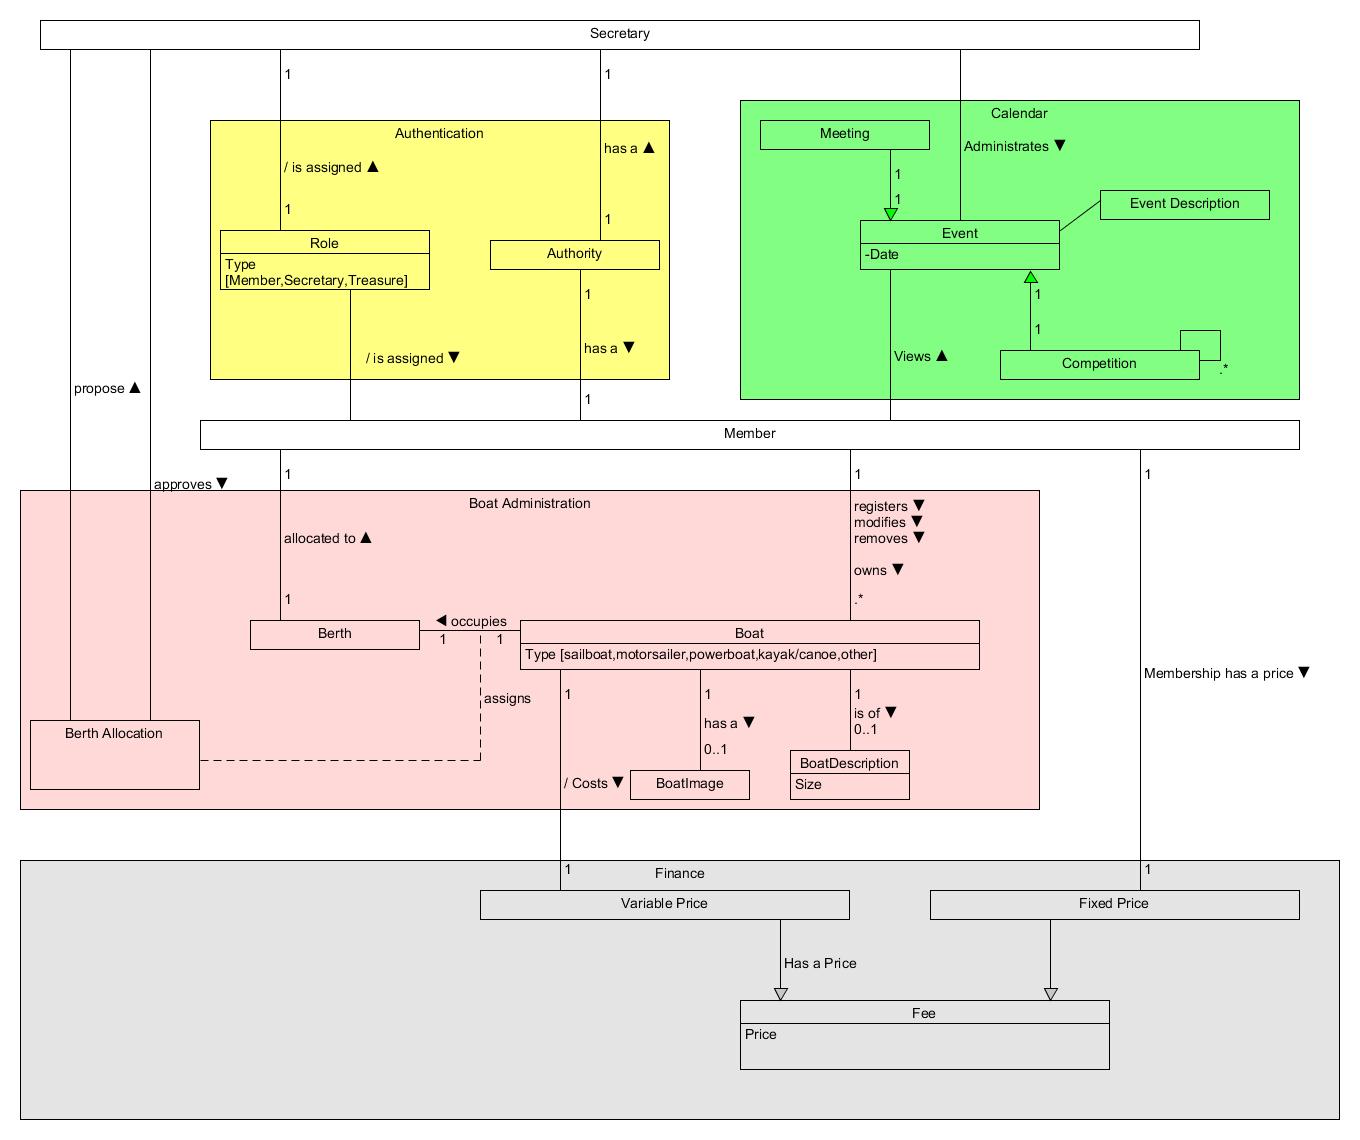 Secretary
1
1
Calendar
Meeting
Authentication
Administrates ▼
has a ▲
/ is assigned ▲
1
1
Event Description
1
1
Role
Type
[Member,Secretary,Treasure]
Authority
Event
-Date
1
1
1
/ is assigned ▼
has a ▼
Views ▲
Competition
.*
propose ▲
1
Member
1
1
1
approves ▼
Boat Administration
registers ▼
modifies ▼
removes ▼
allocated to ▲
owns ▼
1
.*
◀ occupies
1
1
Berth
Boat
Type [sailboat,motorsailer,powerboat,kayak/canoe,other]
Membership has a price ▼
assigns
1
1
1
is of ▼
0..1
has a ▼
0..1
Berth Allocation
BoatDescription
Size
/ Costs ▼
BoatImage
1
1
Finance
Variable Price
Fixed Price
Has a Price
Fee
Price